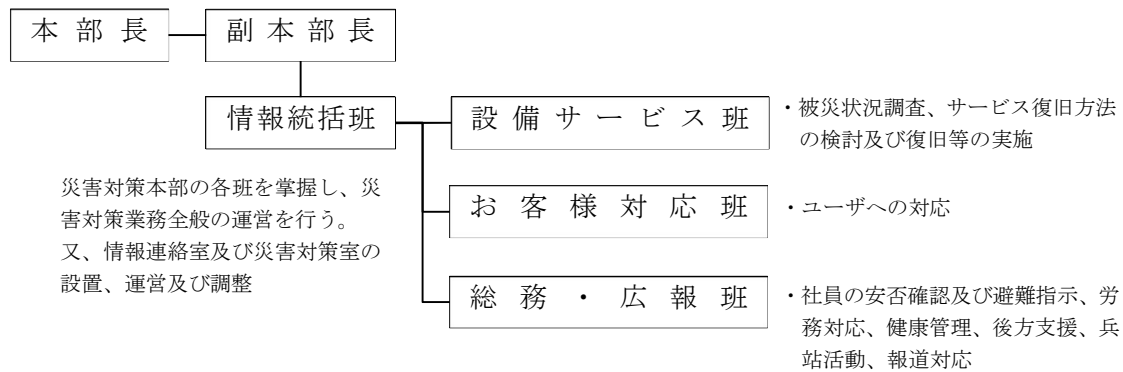 本部長
副本部長
情報統括班
災害対策本部の各班を掌握し、災
害対策業務全般の運営を行う。
又、情報連絡室及び災害対策室の
設置、運営及び調整
設備サービス班
・被災状況調査、サービス復旧方法
の検討及び復旧等の実施
お客様対応班
・ユーザへの対応
総務・広報班
・社員の安否確認及び避難指示、労
務対応、健康管理、後方支援、兵
站活動、報道対応